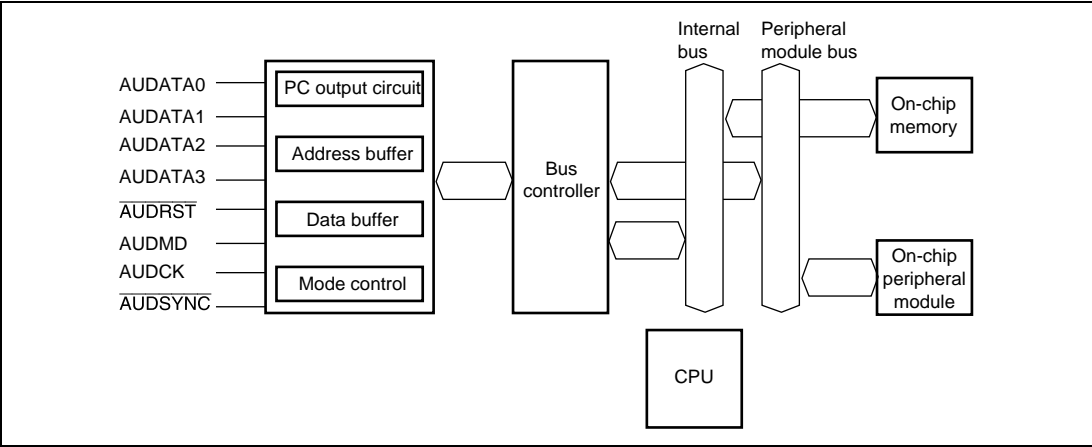 Internal
bus
Peripheral
module bus
AUDATA0
AUDATA1
AUDATA2
AUDATA3
AUDRST
AUDMD
AUDCK
AUDSYNC
PC output circuit
Address buffer
Data buffer
Mode control
Bus
controller
On-chip
memory
On-chip
peripheral
module
CPU